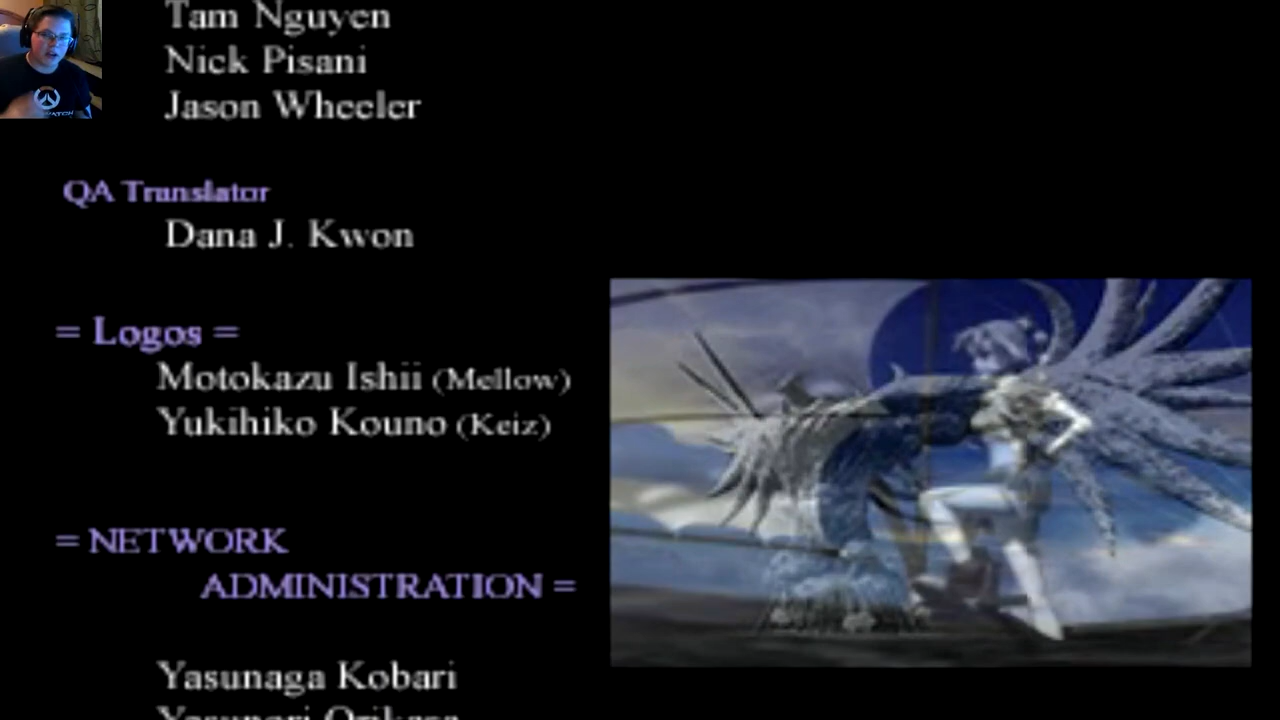 Tam Nguyen
Nick Pisani
Jason Wheeler
QA Translator
Dana J. Kwon
= Logos =
Motokazu Ishii (Mellow)
Yukihiko Kouno (Keiz)
= NETWORK
ADMINISTRATION =
Yasunaga Kobari